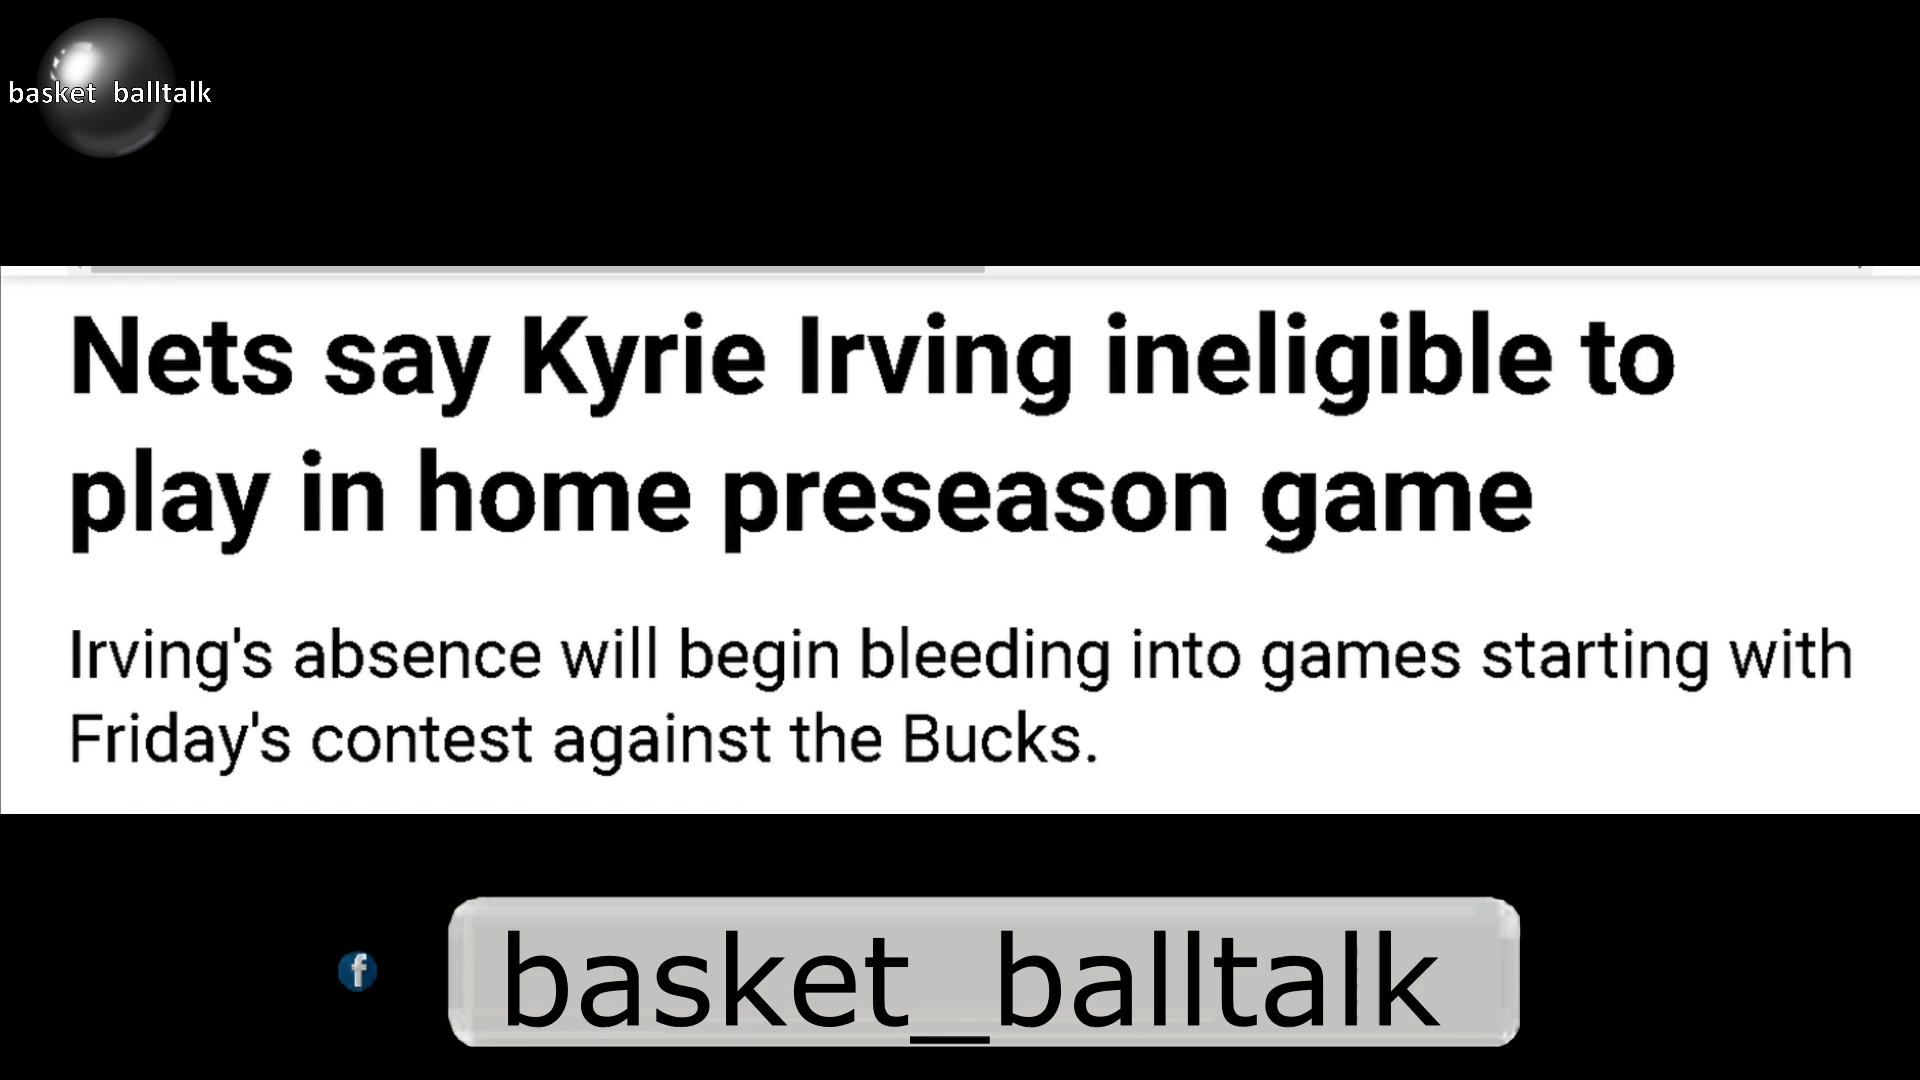 basket balltalk
Nets say Kyrie Irving ineligible to
play in home preseason game
Irving's absence will begin bleeding into games starting with
Friday's contest against the Bucks.
f
basket_balltalk